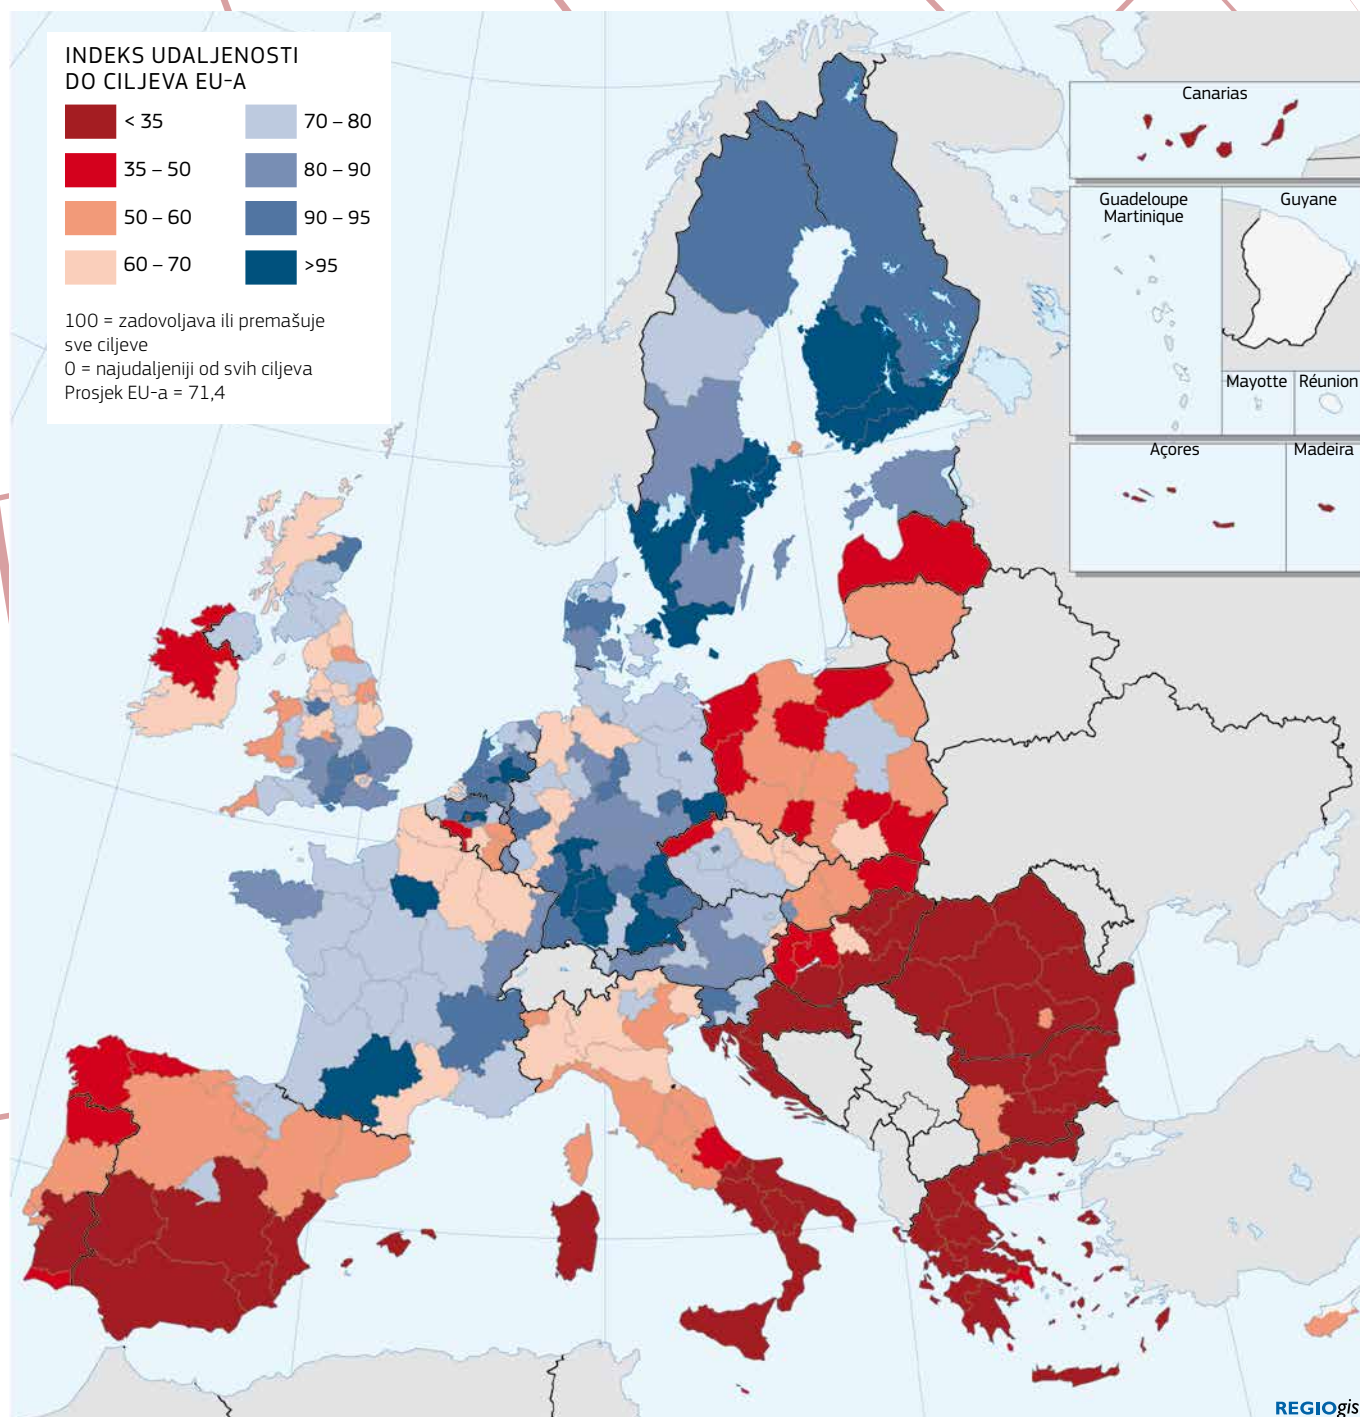 INDEKS UDALJENOSTI
DO CILJEVA EU-A
< 35
35 – 50
50 – 60
60 – 70
70 – 80
80 – 90
90 – 95
>95
100 = zadovoljava ili premašuje
sve ciljeve
0 = najudaljeniji od svih ciljeva
Prosjek EU-a = 71,4
Canarias
Guadeloupe
Martinique
Guyane
Mayotte
Réunion
Açores
Madeira
REGIOgis